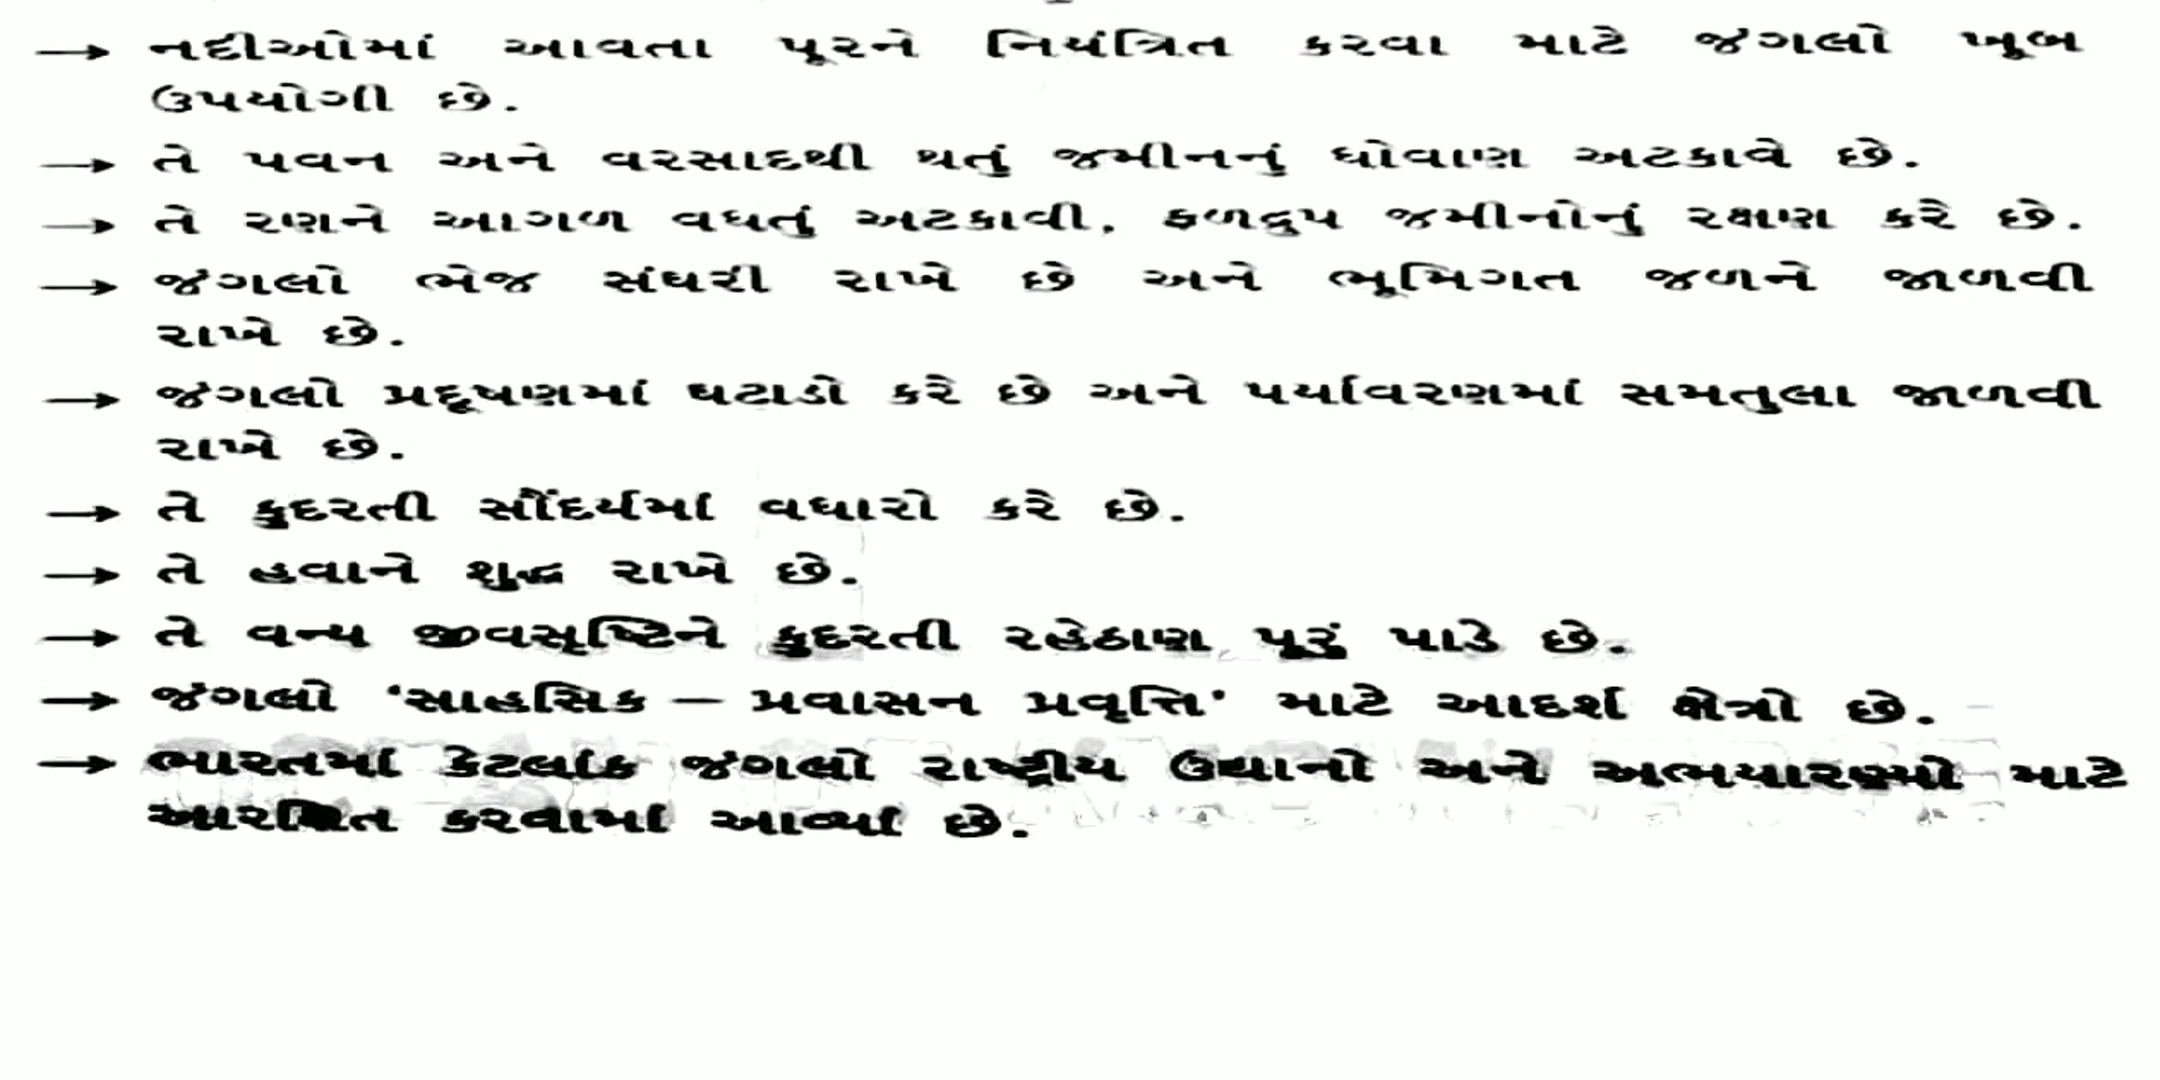 → નદીઓમાં આવતા પૂરને નિયંત્રિત કરવા માટે જંગલો ખૂબ
ઉપયોગી છે.
→ તે પવન અને વરસાદથી થતું જમીનનું ધોવાણ અટકાવે છે.
→ તે રણને આગળ વધતું અટકાવી, ફળદ્રુપ જમીનોનું રક્ષણ કરે છે.
→ જંગલો ભેજ સંઘરી રાખે છે અને ભૂમિગત જળને જાળવી
રાખે છે.
→ જંગલો પ્રદૂષણમાં ઘટાડો કરે છે અને પર્યાવરણમાં સમતુલા જાળવી
રાખે છે.
→ તે કુદરતી સૌંદર્યમાં વધારો કરે છે.
→ તે હવાને શુદ્ધ રાખે છે.
→ તે વન્ય જીવસૃષ્ટિને કુદરતી રહેઠાણ પૂરું પાડે છે.
→ જંગલો ‘સાહસિક – પ્રવાસન પ્રવૃત્તિ’ માટે આદર્શ ક્ષેત્રો છે.
→ ભારતમાં કેટલાંક જંગલો રાષ્ટ્રીય ઉદ્યાનો અને અભયારણ્યો માટે
આરક્ષિત કરવામાં આવ્યાં છે.